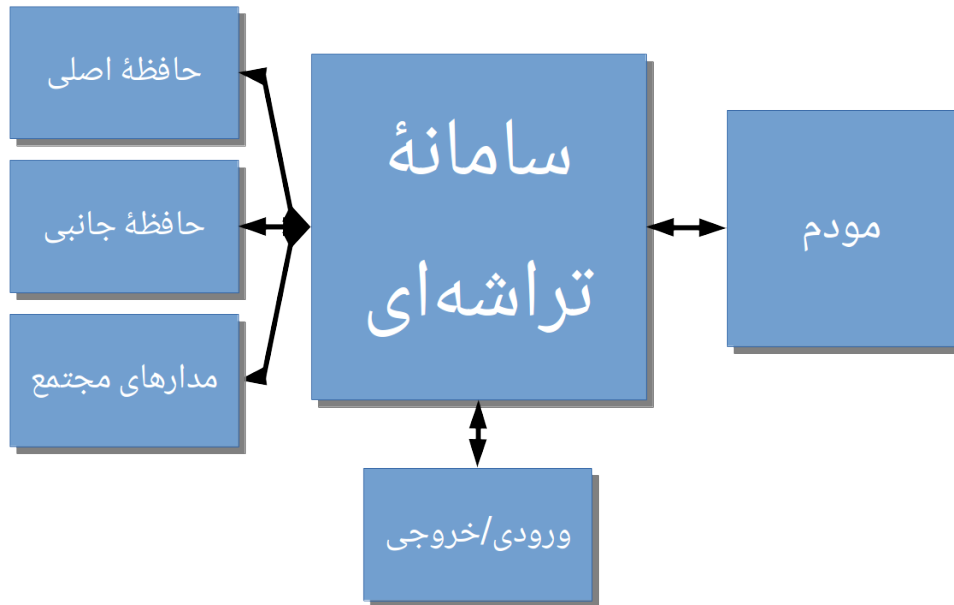 حافظهٔ اصلی
حافظهٔ جانبی
مدارهای مجتمع
سامانهٔ
تراشه‌ای
مودم
ورودی/خروجی